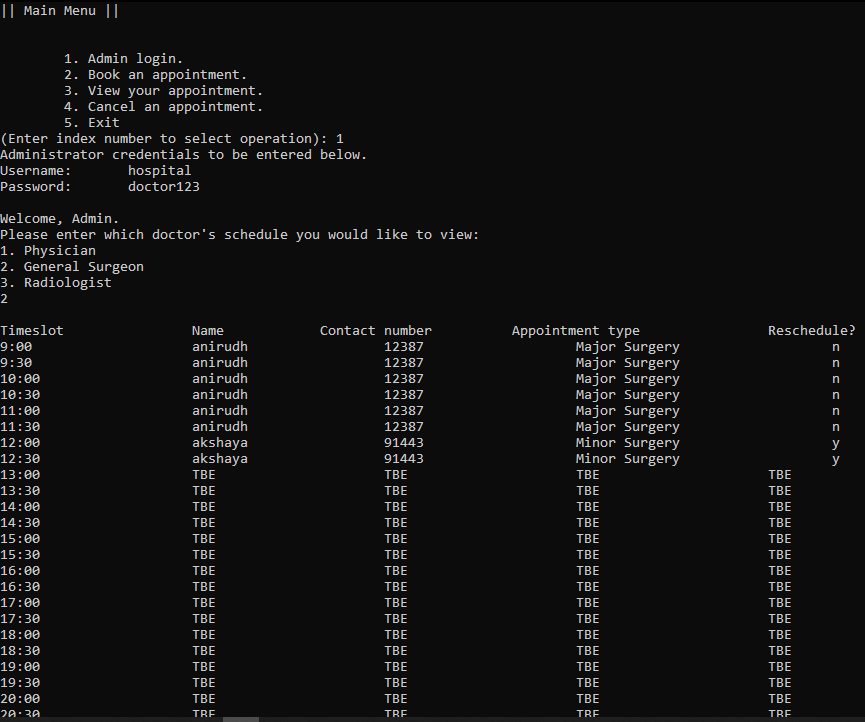 || Main Menu ||
1. Admin login.
2. Book an appointment.
3. View your appointment.
4. Cancel an appointment.
5. Exit
(Enter index number to select operation): 1
Administrator credentials to be entered below.
Username: hospital
Password: doctor123
Welcome, Admin.
Please enter which doctor's schedule you would like to view:
1. Physician
2. General Surgeon
3. Radiologist
2
Timeslot Name Contact number Appointment type Reschedule?
9:00 anirudh 12387 Major Surgery n
9:30 anirudh 12387 Major Surgery n
10:00 anirudh 12387 Major Surgery n
10:30 anirudh 12387 Major Surgery n
11:00 anirudh 12387 Major Surgery n
11:30 anirudh 12387 Major Surgery n
12:00 akshaya 91443 Minor Surgery y
12:30 akshaya 91443 Minor Surgery y
13:00 TBE TBE TBE TBE
13:30 TBE TBE TBE TBE
14:00 TBE TBE TBE TBE
14:30 TBE TBE TBE TBE
15:00 TBE TBE TBE TBE
15:30 TBE TBE TBE TBE
16:00 TBE TBE TBE TBE
16:30 TBE TBE TBE TBE
17:00 TBE TBE TBE TBE
17:30 TBE TBE TBE TBE
18:00 TBE TBE TBE TBE
18:30 TBE TBE TBE TBE
19:00 TBE TBE TBE TBE
19:30 TBE TBE TBE TBE
20:00 TBE TBE TBE TBE
20:30 TBE TBE TBE TBE